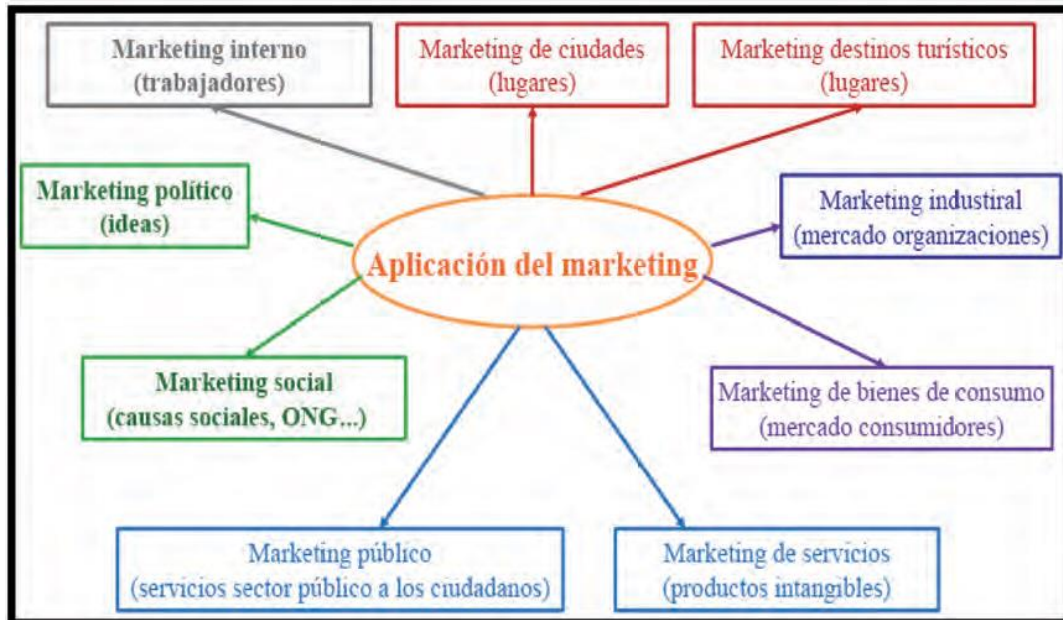 Marketing interno
(trabajadores)
Marketing de ciudades
(lugares)
Marketing destinos turísticos
(lugares)
Marketing político
(ideas)
Marketing industiral
(mercado organizaciones)
Aplicación del marketing
Marketing social
(causas sociales, ONG...)
Marketing de bienes de consumo
(mercado consumidores)
Marketing público
(servicios sector público a los ciudadanos)
Marketing de servicios
(productos intangibles)